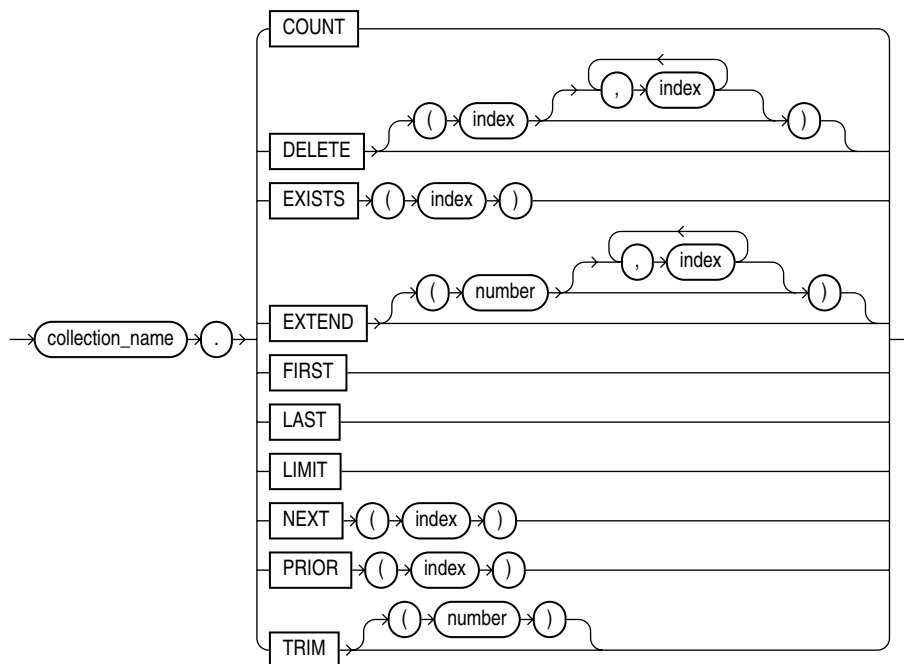 COUNT
, index
( index )
DELETE
EXISTS ( index )
, index
( number )
EXTEND
collection_name .
FIRST
LAST
LIMIT
NEXT ( index )
PRIOR ( index )
( number )
TRIM